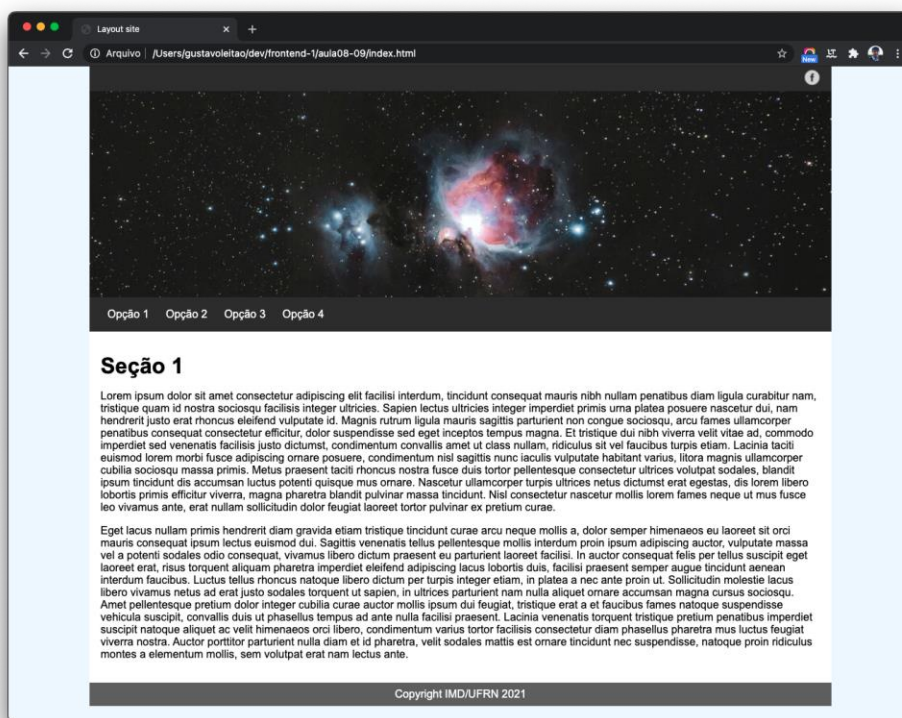 Layout site
Arquivo /Users/gustavoleitao/dev/frontend-1/aula08-09/index.html
New
Opção 1 Opção 2 Opção 3 Opção 4
Seção 1
Lorem ipsum dolor sit amet consectetur adipiscing elit facilisi interdum, tincidunt consequat mauris nibh nullam penatibus diam ligula curabitur nam,
tristique quam id nostra sociosqu facilisis integer ultricies. Sapien lectus ultricies integer imperdiet primis urna platea posuere nascetur dui, nam
hendrerit justo erat rhoncus eleifend vulputate id. Magnis rutrum ligula mauris sagittis parturient non congue sociosqu, arcu fames ullamcorper
penatibus consequat consectetur efficitur, dolor suspendisse sed eget inceptos tempus magna. Et tristique dui nibh viverra velit vitae ad, commodo
imperdiet sed venenatis facilisis justo dictumst, condimentum convallis amet ut class nullam, ridiculus sit vel faucibus turpis etiam. Lacinia taciti
euismod lorem morbi fusce adipiscing ornare posuere, condimentum nisl sagittis nunc iaculis vulputate habitant varius, litora magnis ullamcorper
cubilia sociosqu massa primis. Metus praesent taciti rhoncus nostra fusce duis tortor pellentesque consectetur ultrices volutpat sodales, blandit
ipsum tincidunt dis accumsan luctus potenti quisque mus ornare. Nascetur ullamcorper turpis ultrices netus dictumst erat egestas, dis lorem libero
lobortis primis efficitur viverra, magna pharetra blandit pulvinar massa tincidunt. Nisl consectetur nascetur mollis lorem fames neque ut mus fusce
leo vivamus ante, erat nullam sollicitudin dolor feugiat laoreet tortor pulvinar ex pretium curae.
Eget lacus nullam primis hendrerit diam gravida etiam tristique tincidunt curae arcu neque mollis a, dolor semper himenaeos eu laoreet sit orci
mauris consequat ipsum lectus euismod dui. Sagittis venenatis tellus pellentesque mollis interdum proin ipsum adipiscing auctor, vulputate massa
vel a potenti sodales odio consequat, vivamus libero dictum praesent eu parturient laoreet facilisi. In auctor consequat felis per tellus suscipit eget
laoreet erat, risus torquent aliquam pharetra imperdiet eleifend adipiscing lacus lobortis duis, facilisi praesent semper augue tincidunt aenean
interdum faucibus. Luctus tellus rhoncus natoque libero dictum per turpis integer etiam, in platea a nec ante proin ut. Sollicitudin molestie lacus
libero vivamus netus ad erat justo sodales torquent ut sapien, in ultrices parturient nam nulla aliquet ornare accumsan magna cursus sociosqu.
Amet pellentesque pretium dolor integer cubilia curae auctor mollis ipsum dui feugiat, tristique erat a et faucibus fames natoque suspendisse
vehicula suscipit, convallis duis ut phasellus tempus ad ante nulla facilisi praesent. Lacinia venenatis torquent tristique pretium penatibus imperdiet
suscipit natoque aliquet ac velit himenaeos orci libero, condimentum varius tortor facilisis consectetur diam phasellus pharetra mus luctus feugiat
viverra nostra. Auctor porttitor parturient nulla diam et id pharetra, velit sodales mattis est ornare tincidunt nec suspendisse, natoque proin ridiculus
montes a elementum mollis, sem volutpat erat nam lectus ante.
Copyright IMD/UFRN 2021